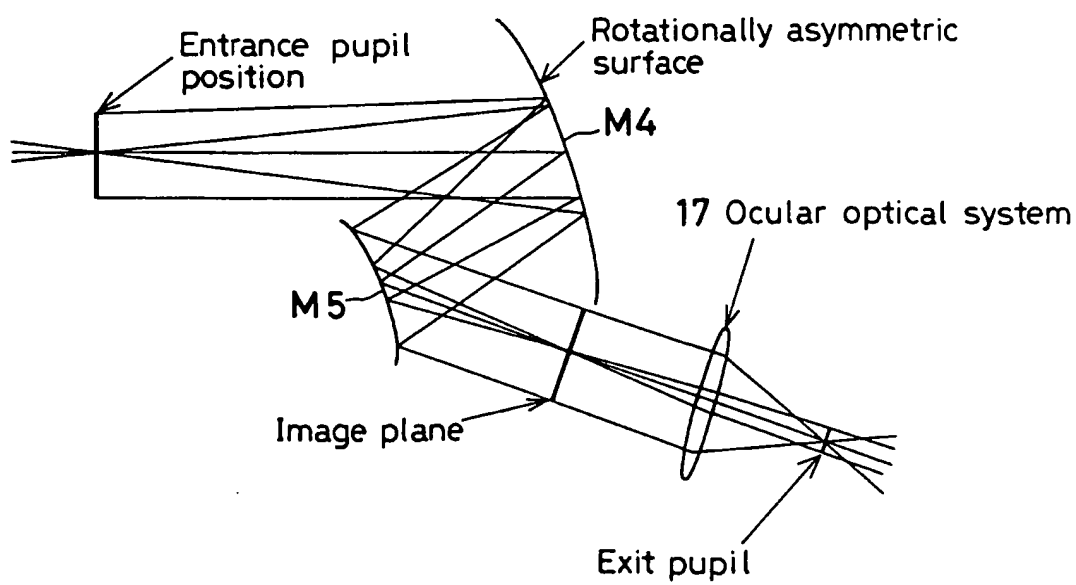 Entrance pupil
position
Rotationally asymmetric
surface
M4
17 Ocular optical system
M5
Image plane
Exit pupil